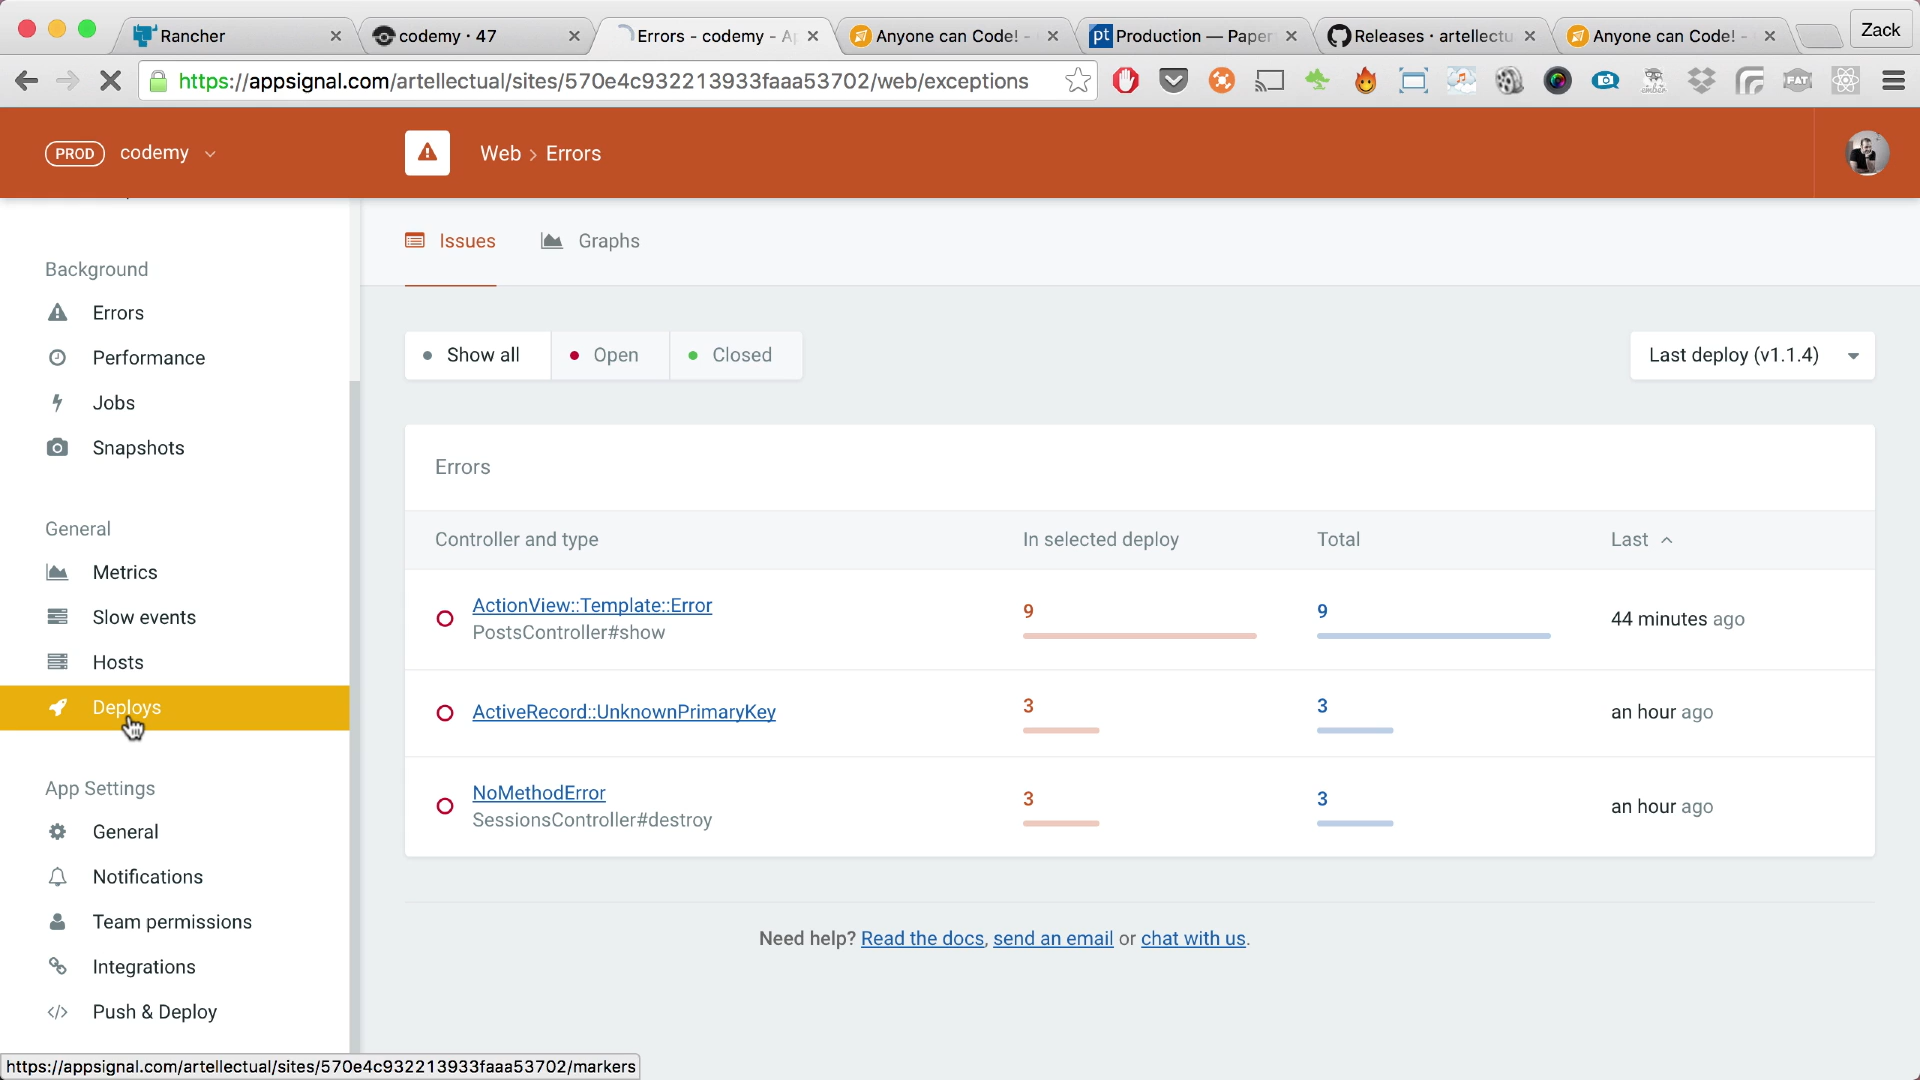 Rancher
codemy · 47
Errors - codemy - A
Anyone can Code! -
pt Production — Paper
Releases · artellectu
Anyone can Code! -
Zack
https://appsignal.com/artellectual/sites/570e4c932213933faaa53702/web/exceptions
FAT
PROD codemy
Web > Errors
Issues
Graphs
Background
Errors
Performance
Jobs
Snapshots
General
Metrics
Slow events
Hosts
Deploys
App Settings
General
Notifications
Team permissions
Integrations
Push & Deploy
Show all
Open
Closed
Last deploy (v1.1.4)
Errors
Controller and type In selected deploy Total Last
ActionView::Template::Error
PostsController#show
9 9 44 minutes ago
ActiveRecord::UnknownPrimaryKey 3 3 an hour ago
NoMethodError
SessionsController#destroy
3 3 an hour ago
Need help? Read the docs, send an email or chat with us.
https://appsignal.com/artellectual/sites/570e4c932213933faaa53702/markers